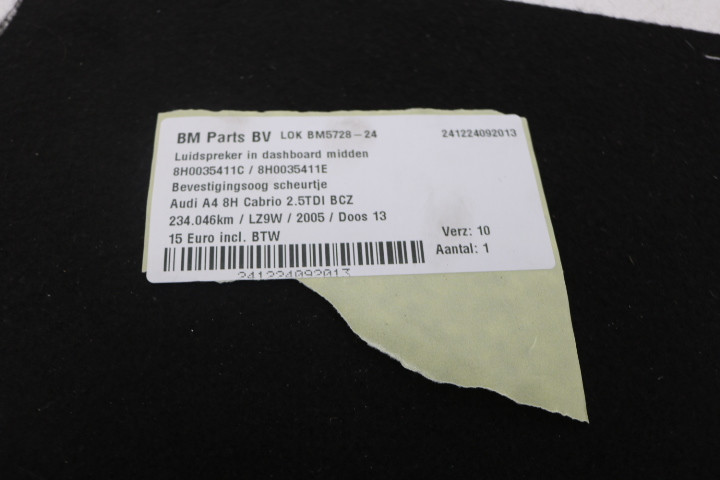 BM Parts BV LOK BM5728-24 241224092013
Luidspreker in dashboard midden
8H0035411C / 8H0035411E
Bevestigingsoog scheurtje
Audi A4 8H Cabrio 2.5TDI BCZ
234.046km / LZ9W / 2005 / Doos 13
15 Euro incl. BTW Verz: 10
Aantal: 1
241224092013